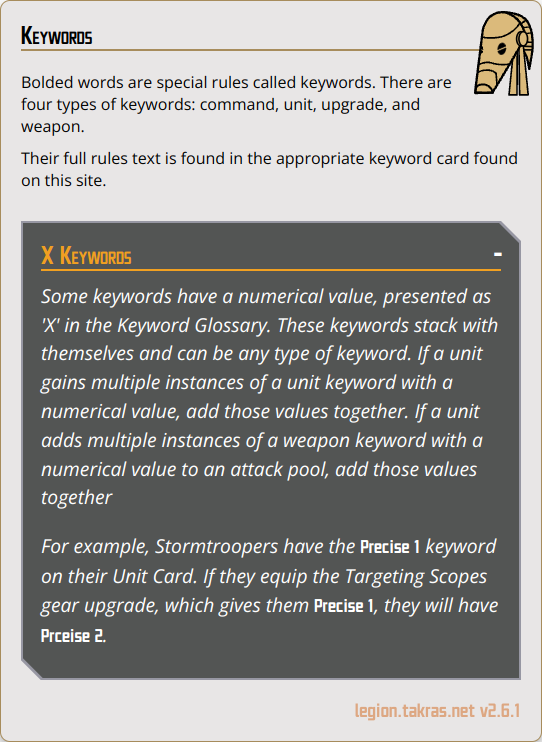 Keywords
Bolded words are special rules called keywords. There are
four types of keywords: command, unit, upgrade, and
weapon.
Their full rules text is found in the appropriate keyword card found
on this site.
X Keywords -
Some keywords have a numerical value, presented as
'X' in the Keyword Glossary. These keywords stack with
themselves and can be any type of keyword. If a unit
gains multiple instances of a unit keyword with a
numerical value, add those values together. If a unit
adds multiple instances of a weapon keyword with a
numerical value to an attack pool, add those values
together
For example, Stormtroopers have the Precise 1 keyword
on their Unit Card. If they equip the Targeting Scopes
gear upgrade, which gives them Precise 1, they will have
Prceise 2.
legion.takras.net v2.6.1